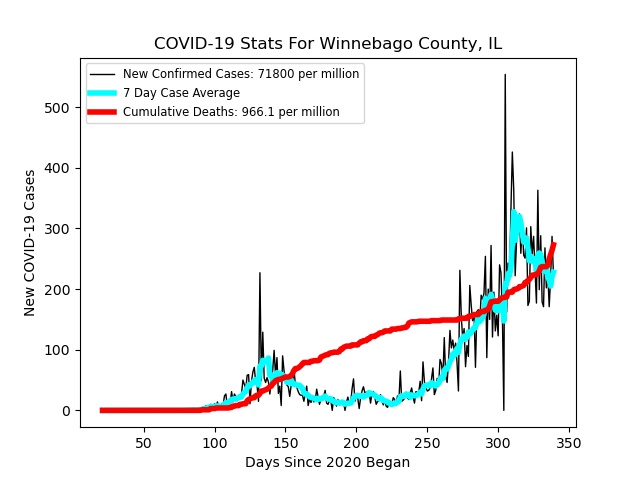 COVID-19 Stats For Winnebago County, IL
New Confirmed Cases: 71800 per million
7 Day Case Average
Cumulative Deaths: 966.1 per million
New COVID-19 Cases
500
400
300
200
100
0
50
100
150
200
250
300
350
Days Since 2020 Began